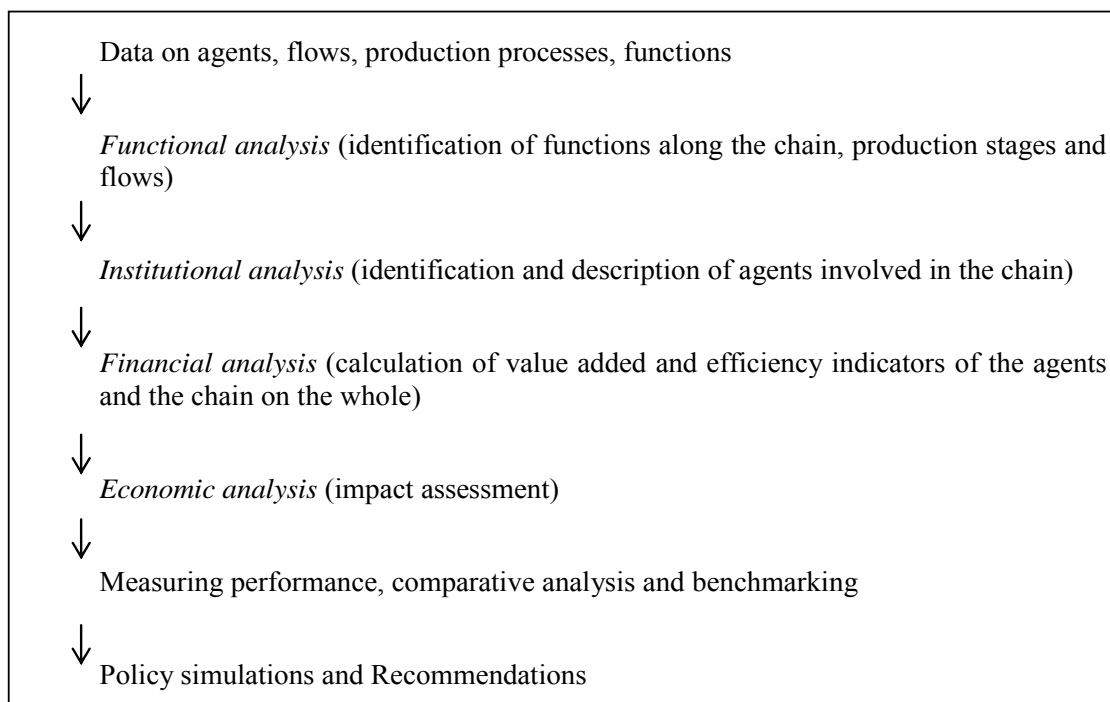 Data on agents, flows, production processes, functions
Functional analysis (identification of functions along the chain, production stages and
flows)
Institutional analysis (identification and description of agents involved in the chain)
Financial analysis (calculation of value added and efficiency indicators of the agents
and the chain on the whole)
Economic analysis (impact assessment)
Measuring performance, comparative analysis and benchmarking
Policy simulations and Recommendations